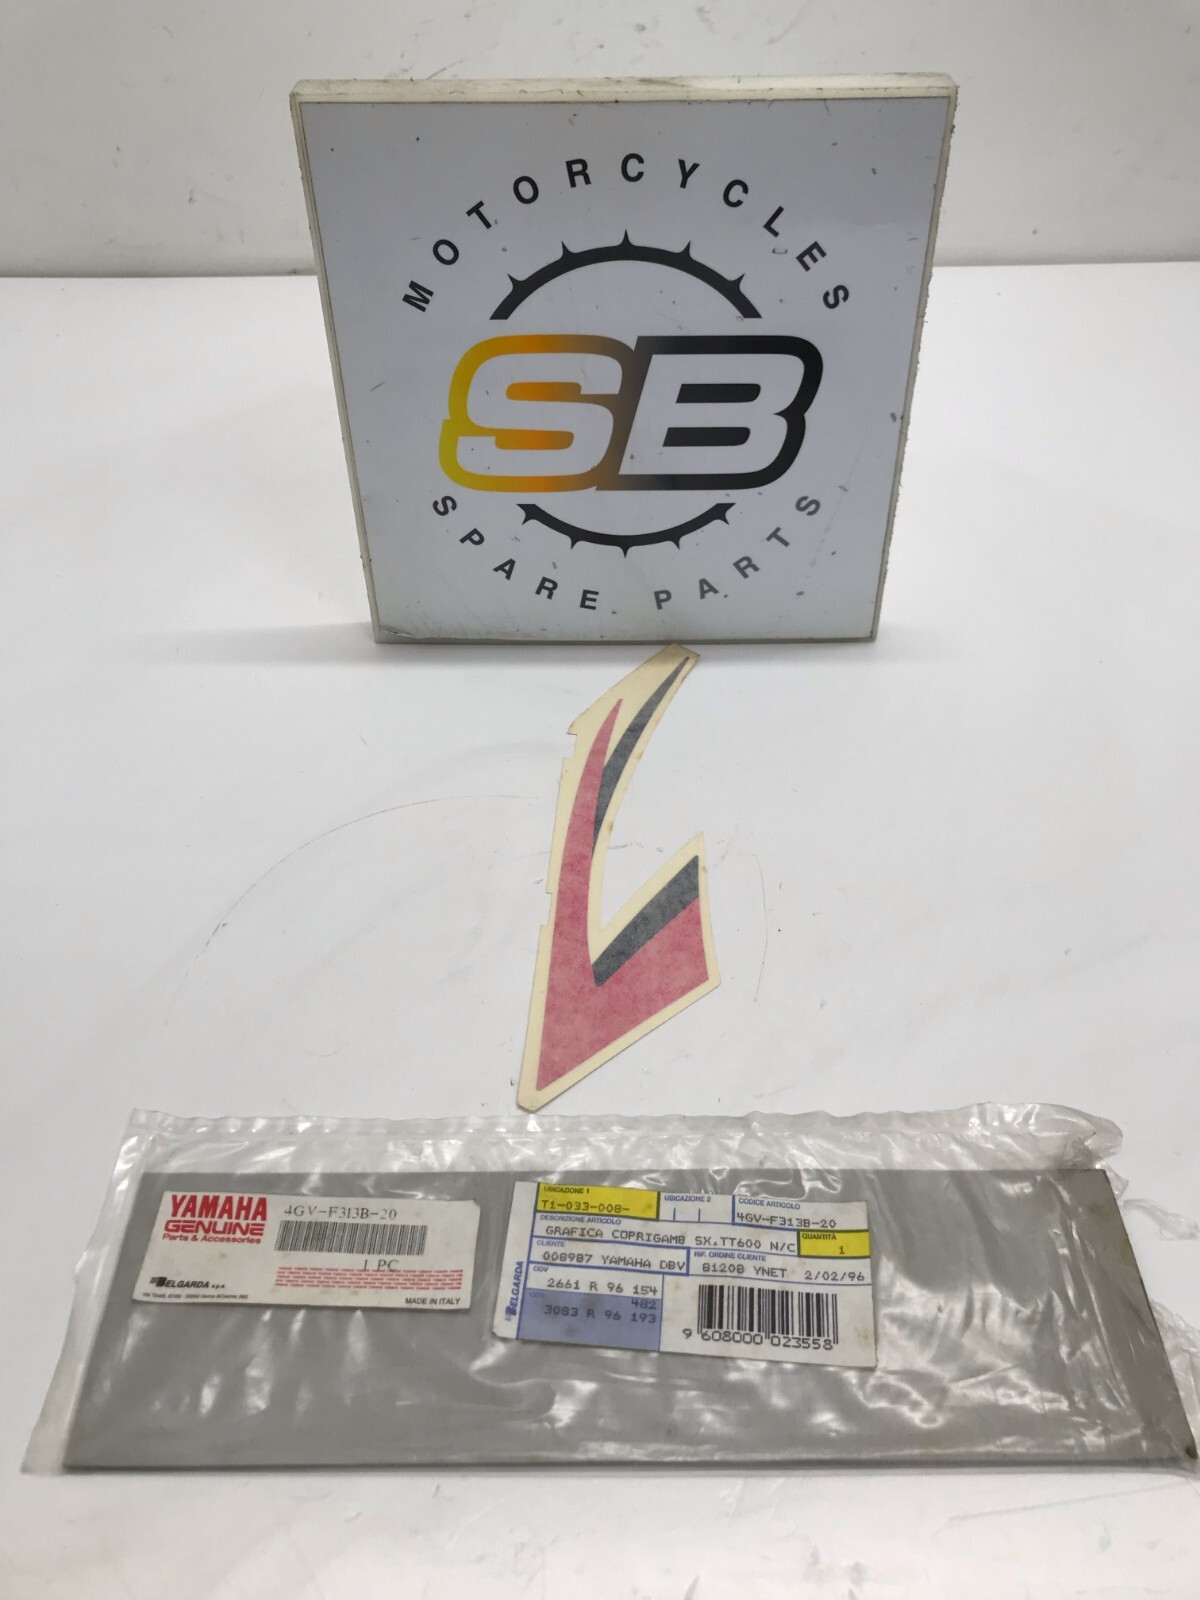 MOTORCYCLES
SB
SPARE PARTS
YAMAHA
GENUINE
Parts & Accessories
4GV-F313B-20
1 PC
BELGARDA S.P.A.
MADE IN ITALY
UBICAZIONE 1
T1-033-008-
UBICAZIONE 2
CODICE ARTICOLO
4GV-F313B-20
DESCRIZIONE ARTICOLO
GRAFICA COPRIGAMB SX.TT600 N/C
QUANTITÀ
1
CLIENTE
008987 YAMAHA DBV
RIF. ORDINE CLIENTE
8120B YNET 2/02/96
ODV
2661 R 96 154
482
3083 R 96 193
BELGARDA
9 608000 023558